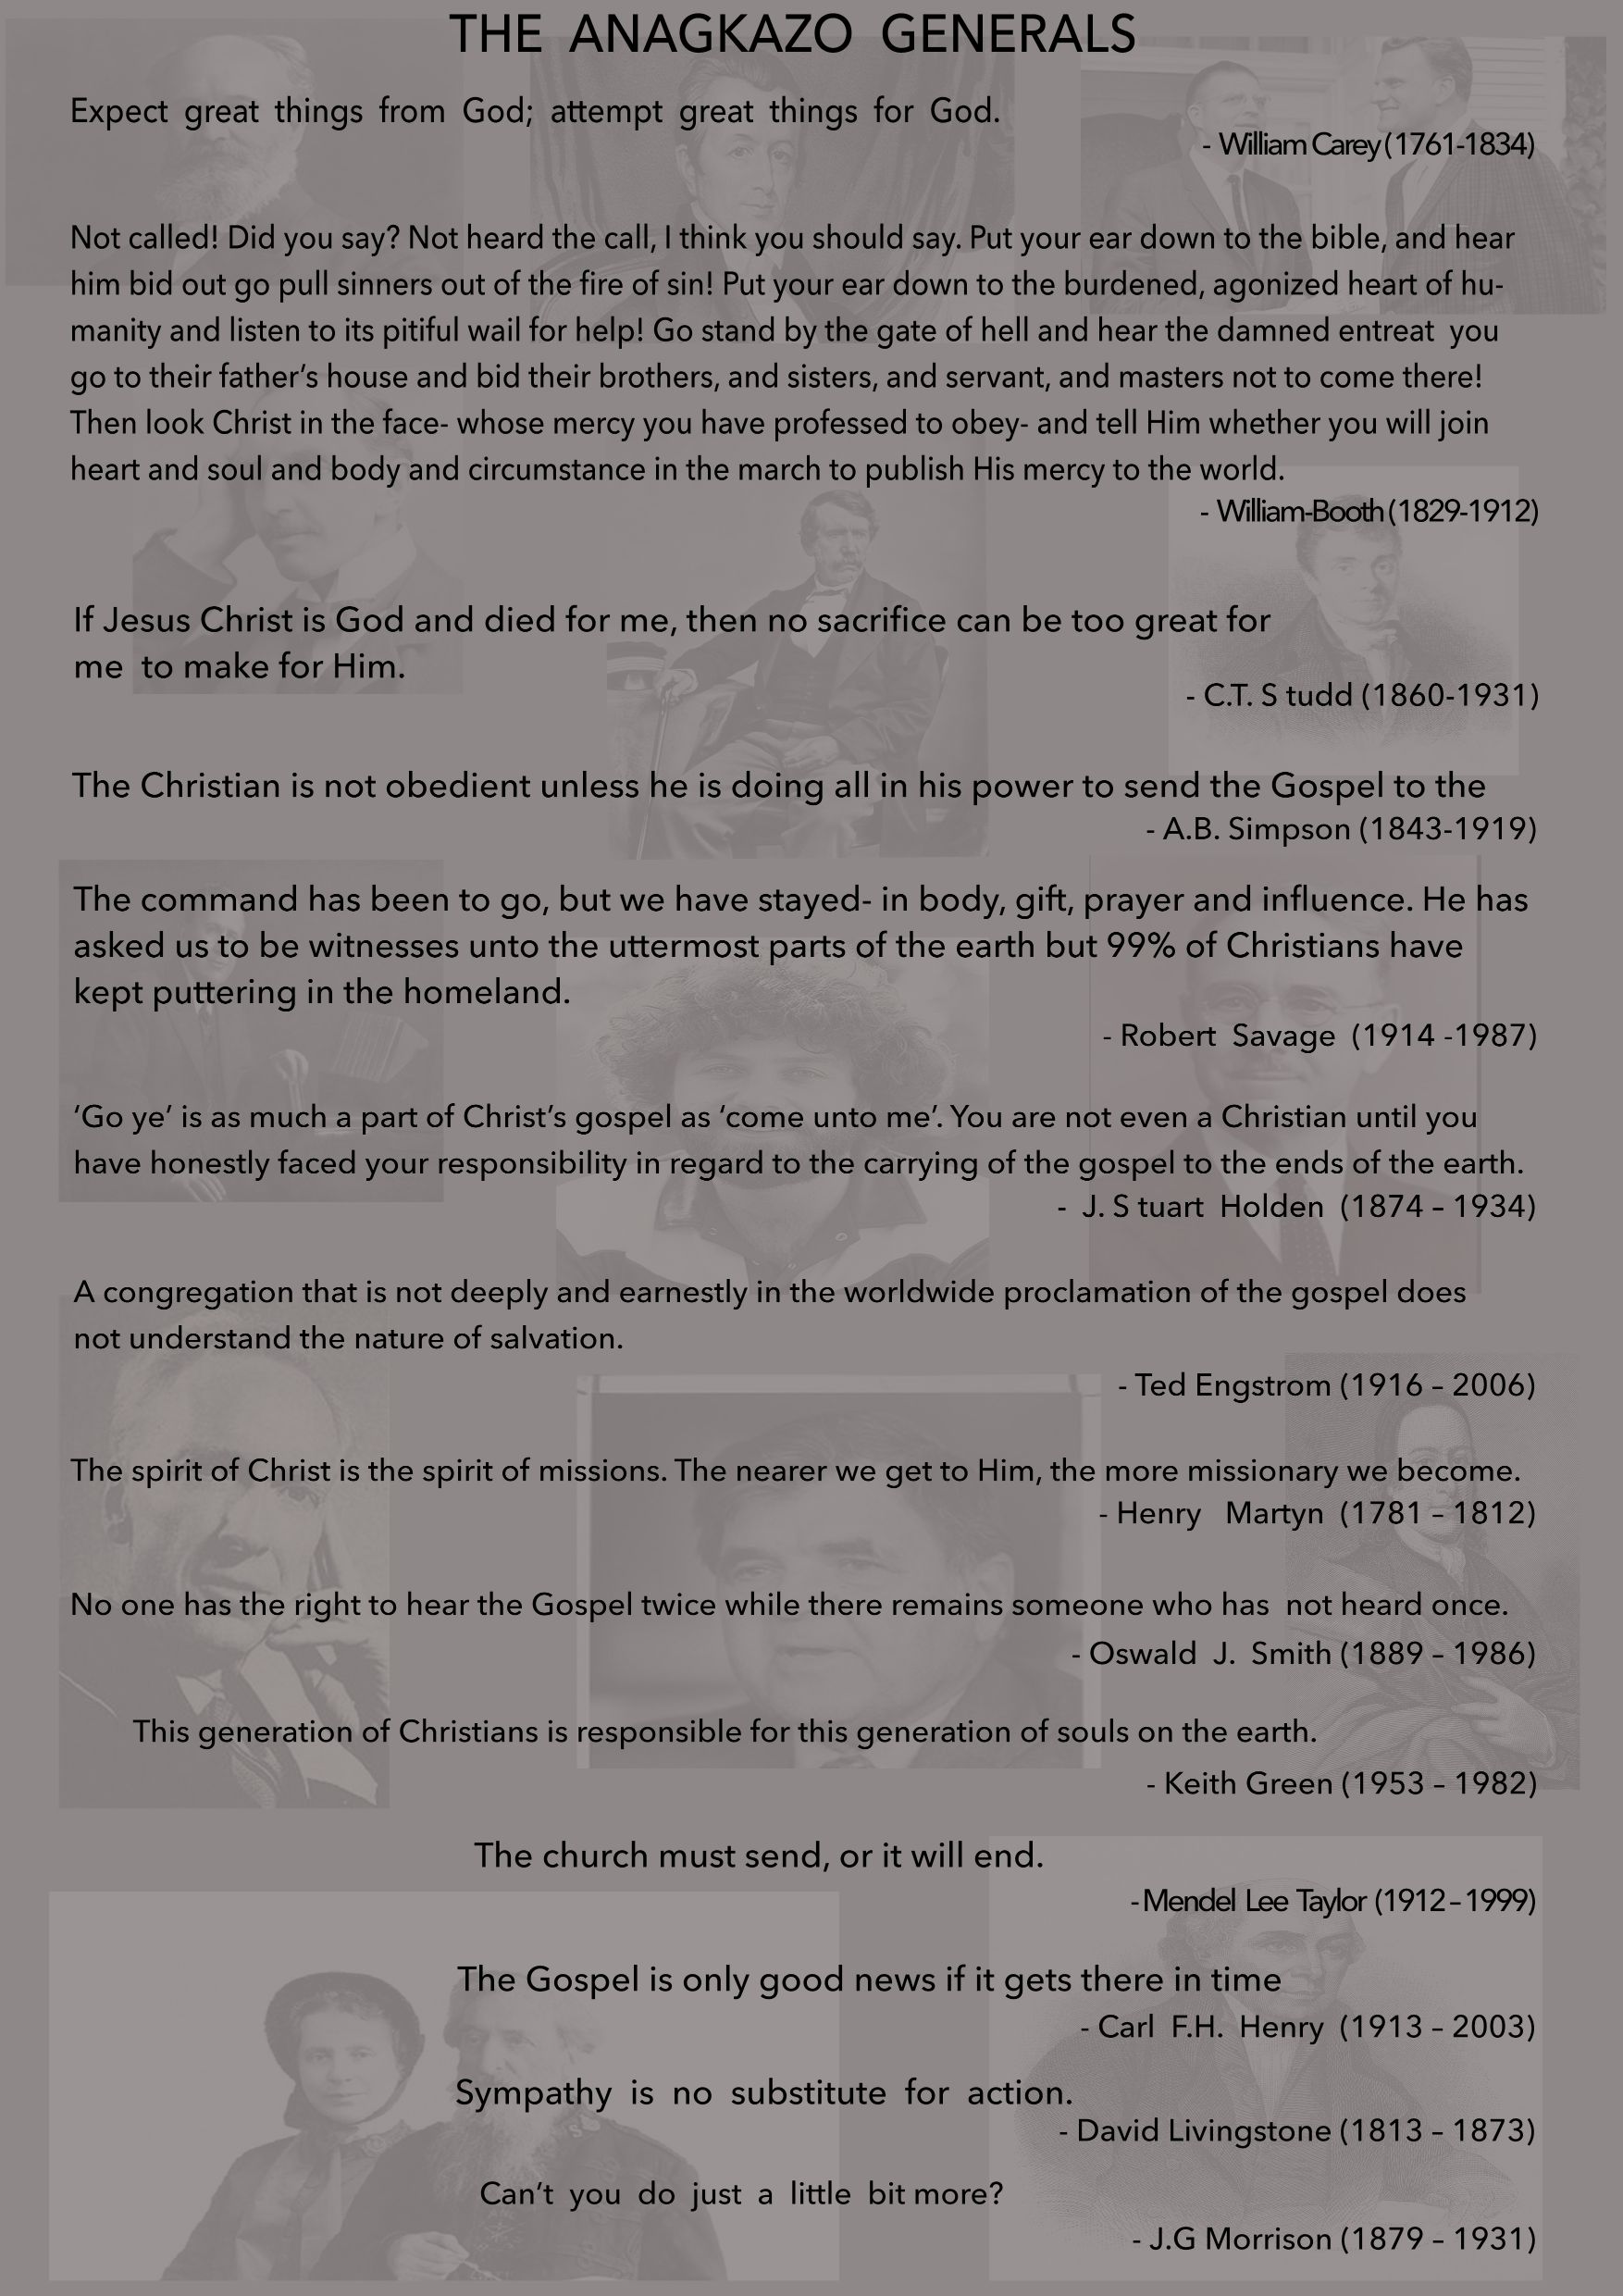 THE ANAGKAZO GENERALS
Expect great things from God; attempt great things for God.
- William Carey (1761-1834)
Not called! Did you say? Not heard the call, I think you should say. Put your ear down to the bible, and hear
him bid out go pull sinners out of the fire of sin! Put your ear down to the burdened, agonized heart of hu-
manity and listen to its pitiful wail for help! Go stand by the gate of hell and hear the damned entreat you
go to their father’s house and bid their brothers, and sisters, and servant, and masters not to come there!
Then look Christ in the face- whose mercy you have professed to obey- and tell Him whether you will join
heart and soul and body and circumstance in the march to publish His mercy to the world.
- William-Booth (1829-1912)
If Jesus Christ is God and died for me, then no sacrifice can be too great for
me to make for Him.
- C.T. S tudd (1860-1931)
The Christian is not obedient unless he is doing all in his power to send the Gospel to the
- A.B. Simpson (1843-1919)
The command has been to go, but we have stayed- in body, gift, prayer and influence. He has
asked us to be witnesses unto the uttermost parts of the earth but 99% of Christians have
kept puttering in the homeland.
- Robert Savage (1914 -1987)
‘Go ye’ is as much a part of Christ’s gospel as ‘come unto me’. You are not even a Christian until you
have honestly faced your responsibility in regard to the carrying of the gospel to the ends of the earth.
- J. S tuart Holden (1874 – 1934)
A congregation that is not deeply and earnestly in the worldwide proclamation of the gospel does
not understand the nature of salvation.
- Ted Engstrom (1916 – 2006)
The spirit of Christ is the spirit of missions. The nearer we get to Him, the more missionary we become.
- Henry Martyn (1781 – 1812)
No one has the right to hear the Gospel twice while there remains someone who has not heard once.
- Oswald J. Smith (1889 – 1986)
This generation of Christians is responsible for this generation of souls on the earth.
- Keith Green (1953 – 1982)
The church must send, or it will end.
- Mendel Lee Taylor (1912 – 1999)
The Gospel is only good news if it gets there in time
- Carl F.H. Henry (1913 – 2003)
Sympathy is no substitute for action.
- David Livingstone (1813 – 1873)
Can’t you do just a little bit more?
- J.G Morrison (1879 – 1931)